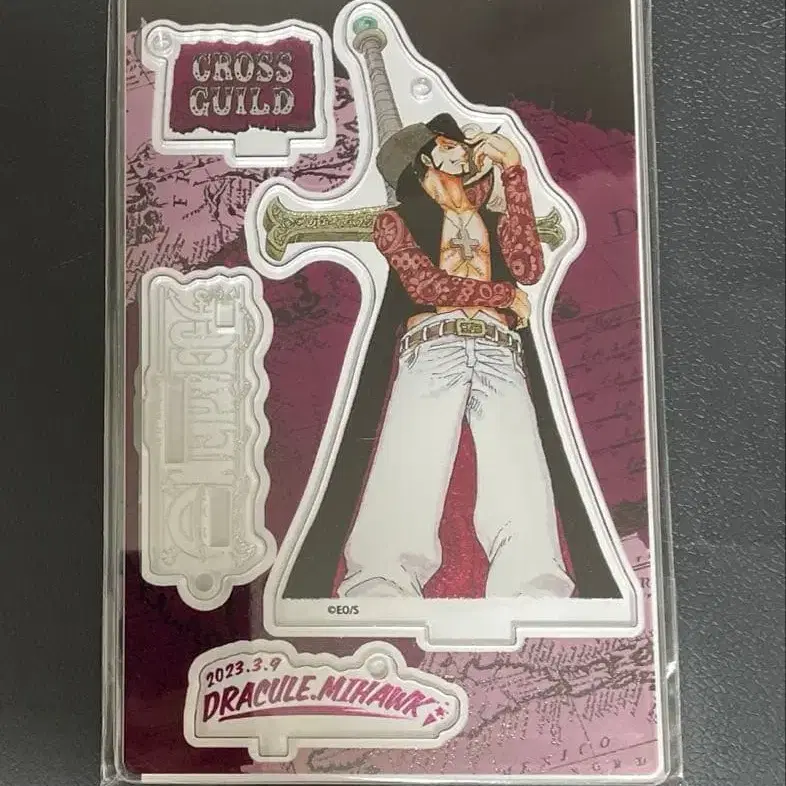 CROSS
GUILD
ONE PIECE
©EO/S
2023.3.9
DRACULE.MIHAWK